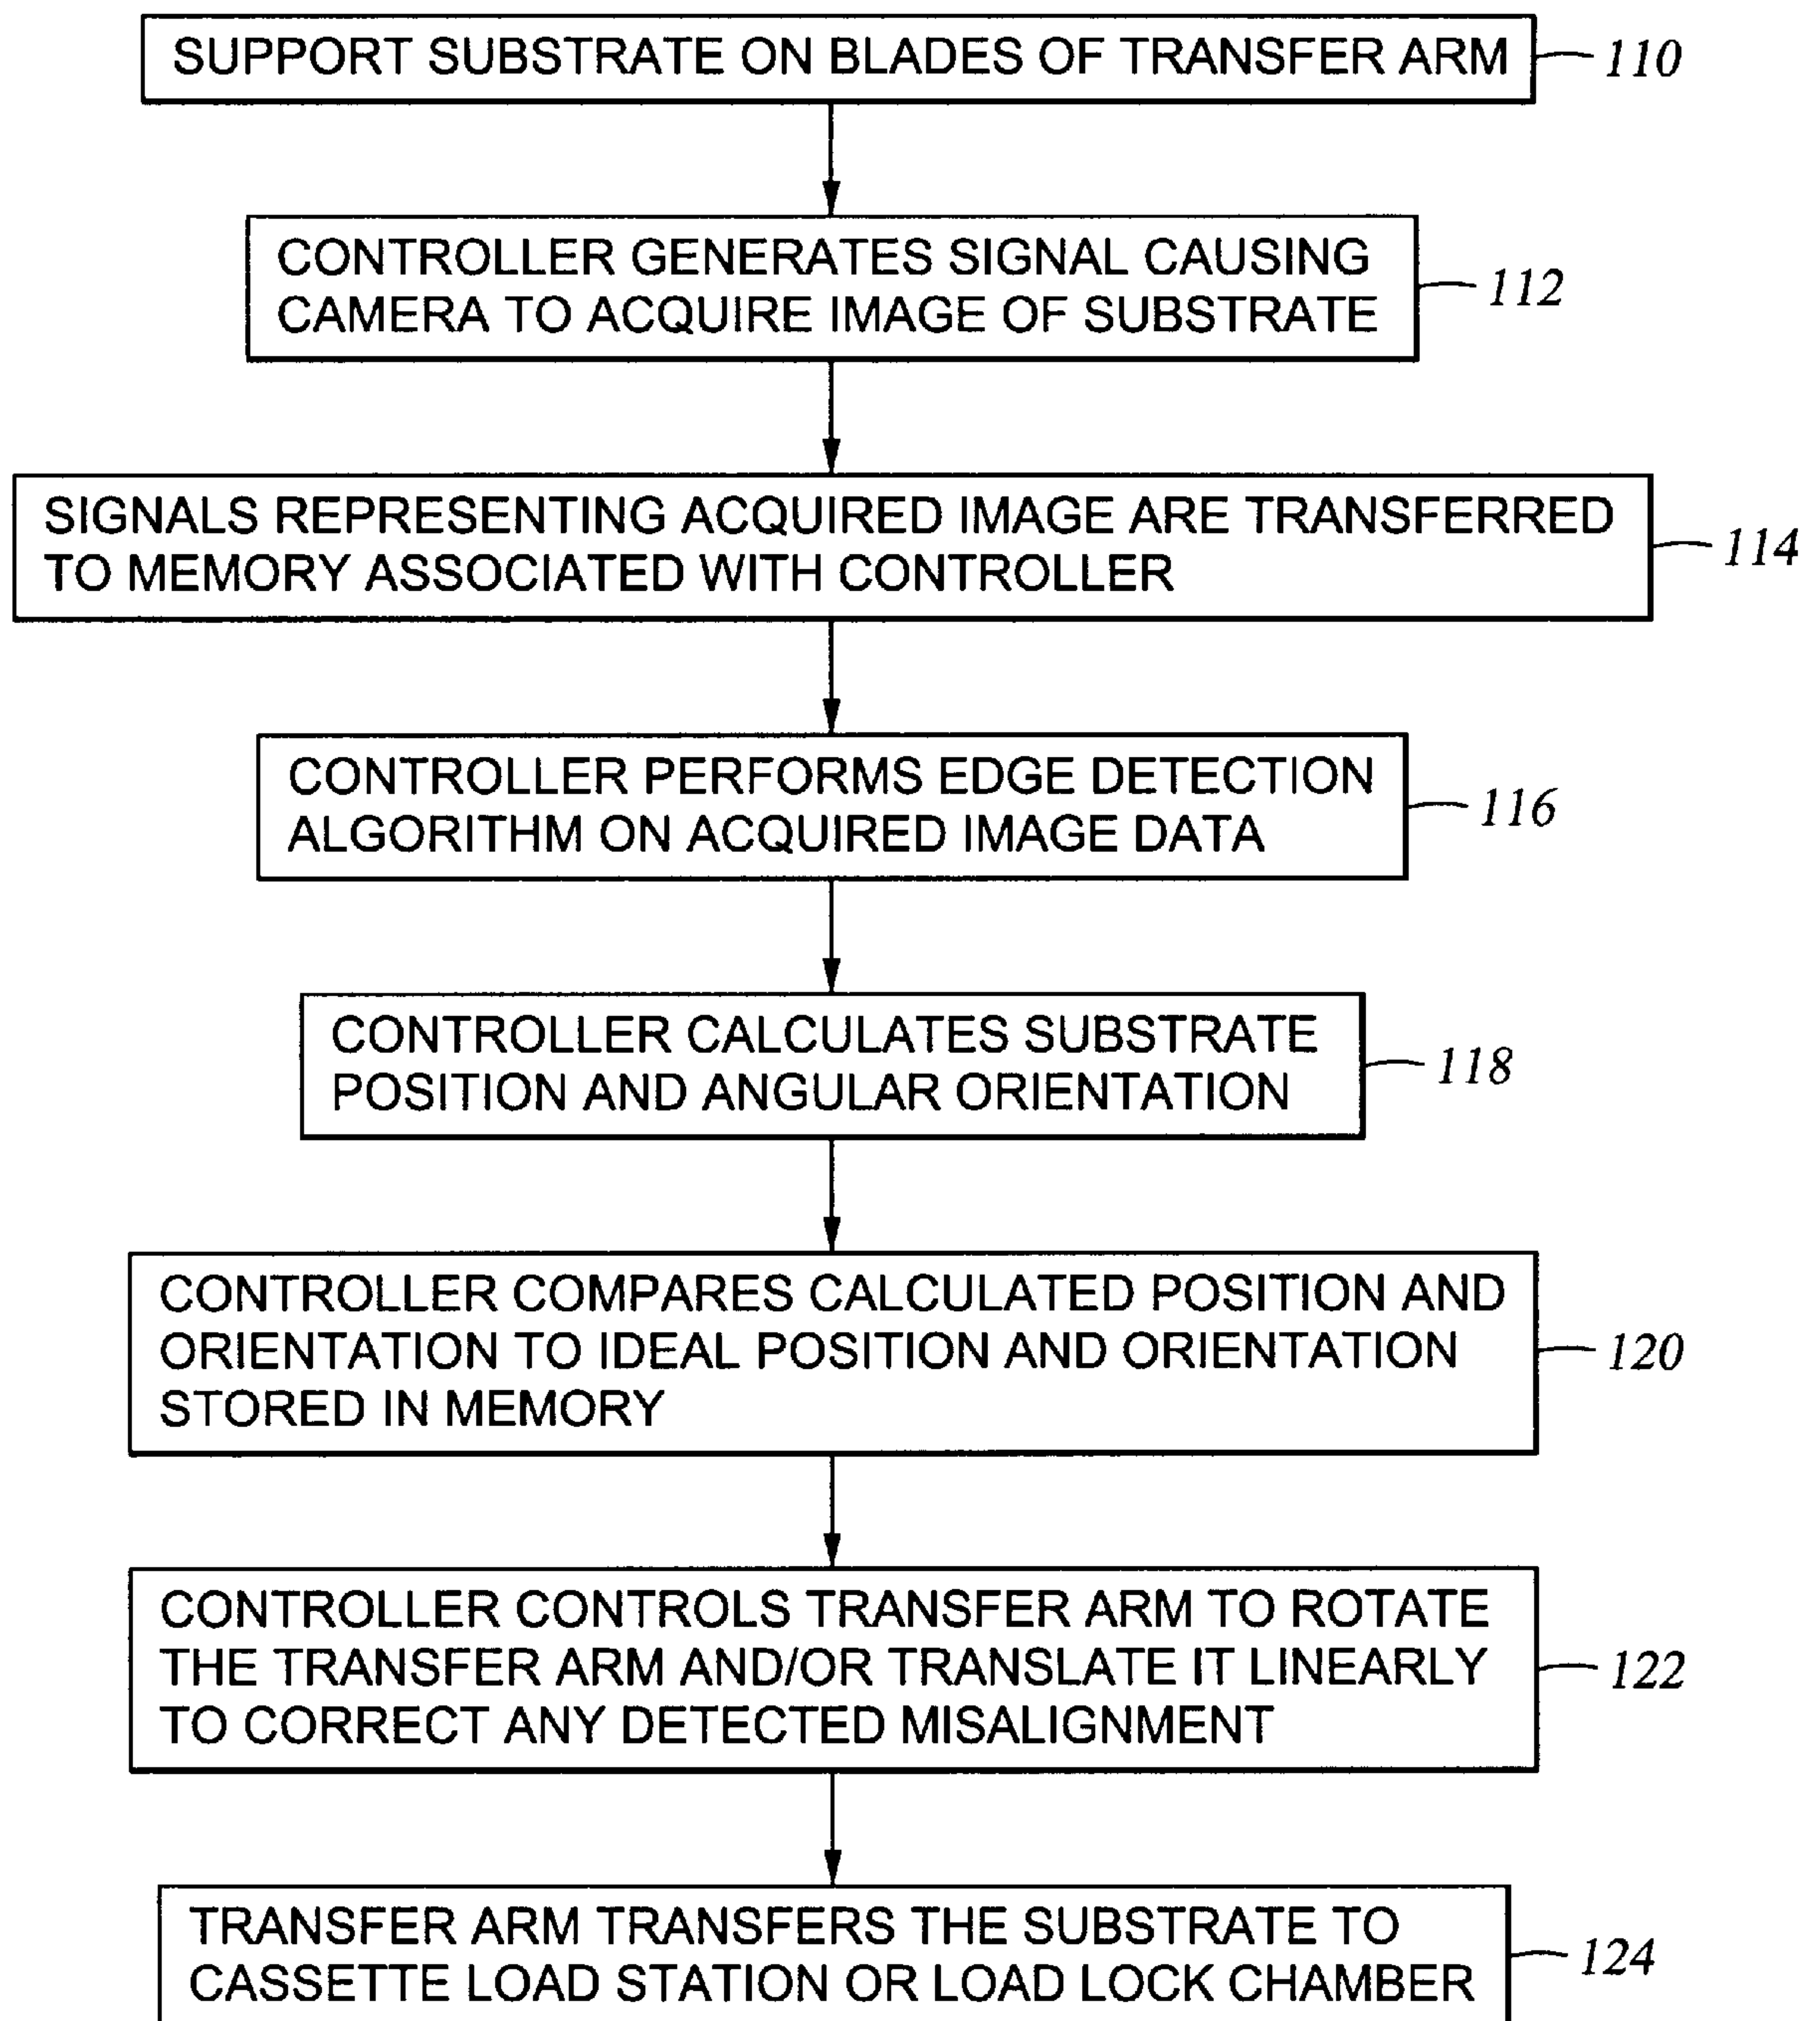 SUPPORT SUBSTRATE ON BLADES OF TRANSFER ARM
110
CONTROLLER GENERATES SIGNAL CAUSING
CAMERA TO ACQUIRE IMAGE OF SUBSTRATE
112
SIGNALS REPRESENTING ACQUIRED IMAGE ARE TRANSFERRED
TO MEMORY ASSOCIATED WITH CONTROLLER
114
CONTROLLER PERFORMS EDGE DETECTION
ALGORITHM ON ACQUIRED IMAGE DATA
116
CONTROLLER CALCULATES SUBSTRATE
POSITION AND ANGULAR ORIENTATION
118
CONTROLLER COMPARES CALCULATED POSITION AND
ORIENTATION TO IDEAL POSITION AND ORIENTATION
STORED IN MEMORY
120
CONTROLLER CONTROLS TRANSFER ARM TO ROTATE
THE TRANSFER ARM AND/OR TRANSLATE IT LINEARLY
TO CORRECT ANY DETECTED MISALIGNMENT
122
TRANSFER ARM TRANSFERS THE SUBSTRATE TO
CASSETTE LOAD STATION OR LOAD LOCK CHAMBER
124